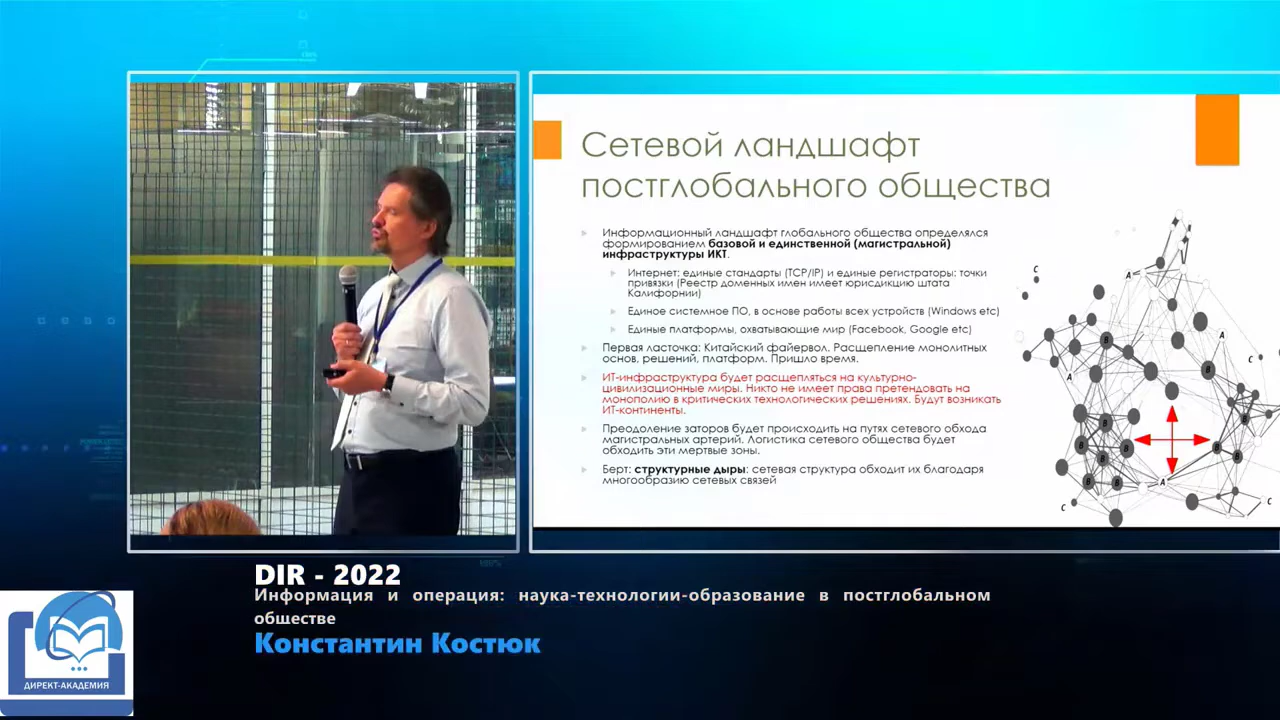 Сетевой ландшафт
постглобального общества
Информационный ландшафт глобального общества определялся
формированием базовой и единственной (магистральной)
инфраструктуры ИКТ.
Интернет: единые стандарты (TCP/IP) и единые регистраторы: точки
привязки (Реестр доменных имен имеет юрисдикцию штата
Калифорнии)
Единое системное ПО, в основе работы всех устройств (Windows etc)
Единые платформы, охватывающие мир (Facebook, Google etc)
Первая ласточка: Китайский файервол. Расщепление монолитных
основ, решений, платформ. Пришло время.
ИТ-инфраструктура будет расщепляться на культурно-
цивилизационные миры. Никто не имеет права претендовать на
монополию в критических технологических решениях. Будут возникать
ИТ-континенты.
Преодоление заторов будет происходить на путях сетевого обхода
магистральных артерий. Логистика сетевого общества будет
обходить эти мертвые зоны.
Берт: структурные дыры: сетевая структура обходит их благодаря
многообразию сетевых связей
C
A
A
B
C
A
B
B
B
B
B
B
B
B
B
B
A
C
C
DIR - 2022
Информация и операция: наука-технологии-образование в постглобальном
обществе
Константин Костюк
ДИРЕКТ-АКАДЕМИЯ